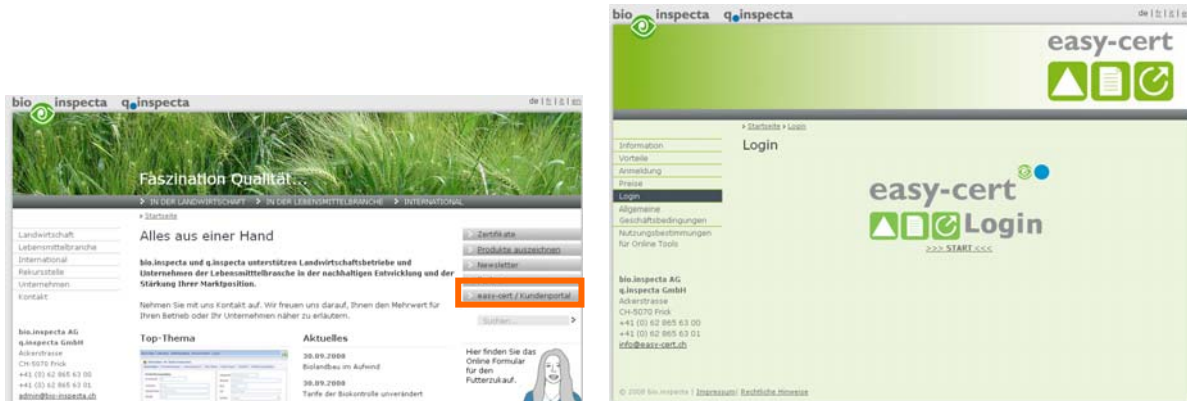 bio inspecta q.inspecta
de | fr | it | en
Faszination Qualität...
> IN DER LANDWIRTSCHAFT > IN DER LEBENSMITTELBRANCHE > INTERNATIONAL
> Startseite
Landwirtschaft
Lebensmittelbranche
International
Rekursstelle
Unternehmen
Kontakt
bio.inspecta AG
q.inspecta GmbH
Ackerstrasse
CH-5070 Frick
+41 (0) 62 865 63 00
+41 (0) 62 865 63 01
admin@bio-inspecta.ch
Alles aus einer Hand
bio.inspecta und q.inspecta unterstützen Landwirtschaftsbetriebe und
Unternehmen der Lebensmittelbranche in der nachhaltigen Entwicklung und der
Stärkung Ihrer Marktposition.
Nehmen Sie mit uns Kontakt auf. Wir freuen uns darauf, Ihnen den Mehrwert für
Ihren Betrieb oder Ihr Unternehmen näher zu erläutern.
Top-Thema
Aktuelles
30.09.2008
Biolandbau im Aufwind
30.09.2008
Tarife der Biokontrolle unverändert
> Zertifikate
> Produkte auszeichnen
> Newsletter
> easy-cert / Kundenportal
Suchen... >
Hier finden Sie das
Online Formular
für den
Futterzukauf.
bio inspecta q.inspecta
de | fr | it | e
easy-cert
> Startseite > Login
Information
Vorteile
Anmeldung
Preise
Login
Allgemeine
Geschäftsbedingungen
Nutzungsbestimmungen
für Online Tools
bio.inspecta AG
q.inspecta GmbH
Ackerstrasse
CH-5070 Frick
+41 (0) 62 865 63 00
+41 (0) 62 865 63 01
info@easy-cert.ch
Login
easy-cert
Login
>>> START <<<
© 2008 bio.inspecta | Impressum | Rechtliche Hinweise